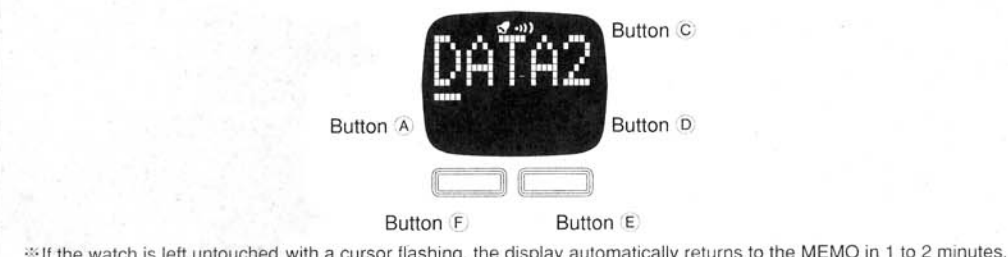 Button Ⓒ
DATA2
Button Ⓐ Button Ⓓ
Button Ⓕ Button Ⓔ
※If the watch is left untouched with a cursor flashing, the display automatically returns to the MEMO in 1 to 2 minutes.